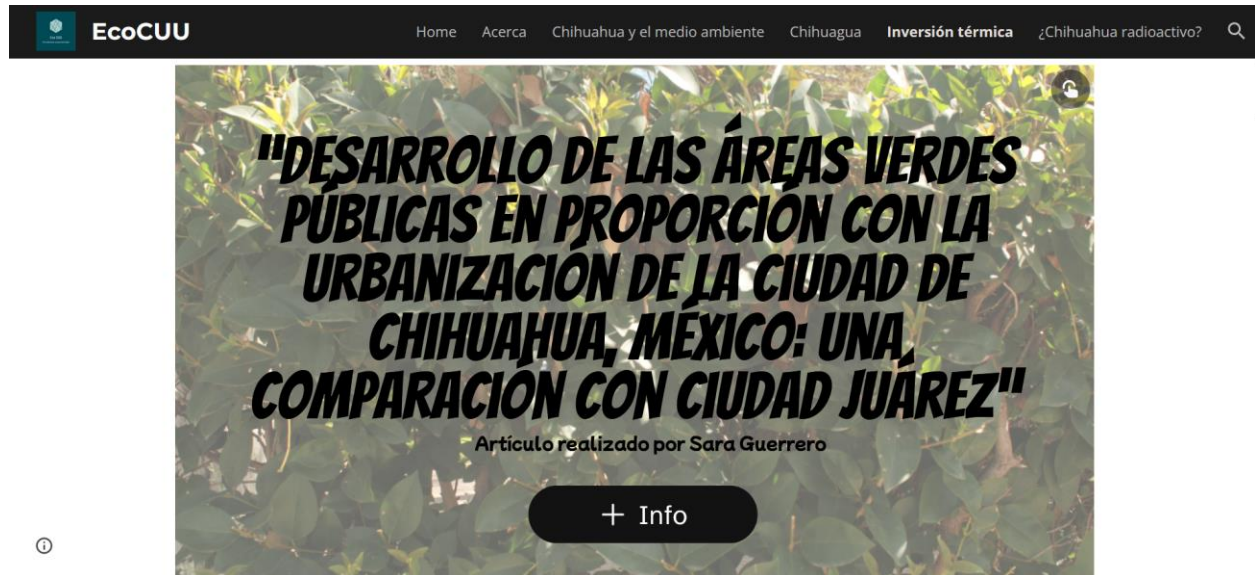 EcoCUU
Home Acerca Chihuahua y el medio ambiente Chihuagua Inversión térmica ¿Chihuahua radioactivo?
"DESARROLLO DE LAS ÁREAS VERDES
PÚBLICAS EN PROPORCIÓN CON LA
URBANIZACIÓN DE LA CIUDAD DE
CHIHUAHUA, MÉXICO: UNA
COMPARACIÓN CON CIUDAD JUÁREZ"
Artículo realizado por Sara Guerrero
+ Info